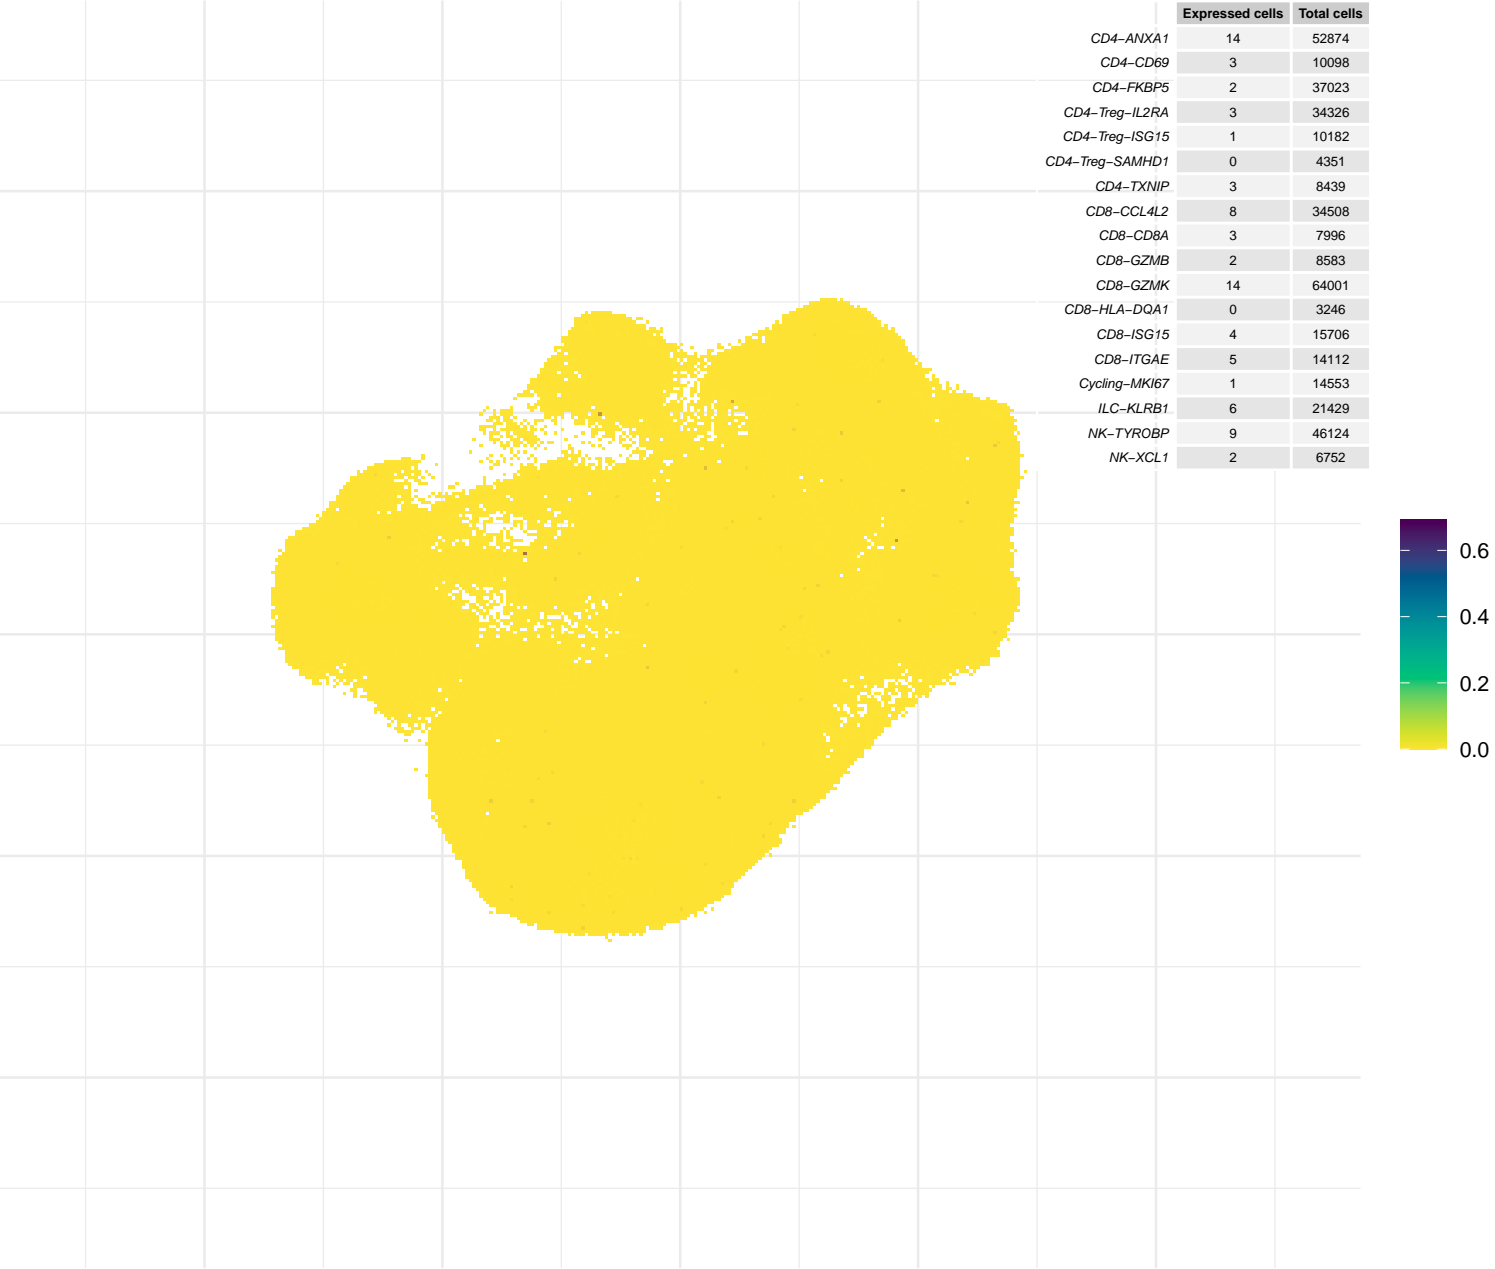 Expressed cells Total cells
CD4−ANXA1 14 52874
CD4−CD69 3 10098
CD4−FKBP5 2 37023
CD4−Treg−IL2RA 3 34326
CD4−Treg−ISG15 1 10182
CD4−Treg−SAMHD1 0 4351
CD4−TXNIP 3 8439
CD8−CCL4L2 8 34508
CD8−CD8A 3 7996
CD8−GZMB 2 8583
CD8−GZMK 14 64001
CD8−HLA−DQA1 0 3246
CD8−ISG15 4 15706
CD8−ITGAE 5 14112
Cycling−MKI67 1 14553
ILC−KLRB1 6 21429
NK−TYROBP 9 46124
NK−XCL1 2 6752
0.6
0.4
0.2
0.0